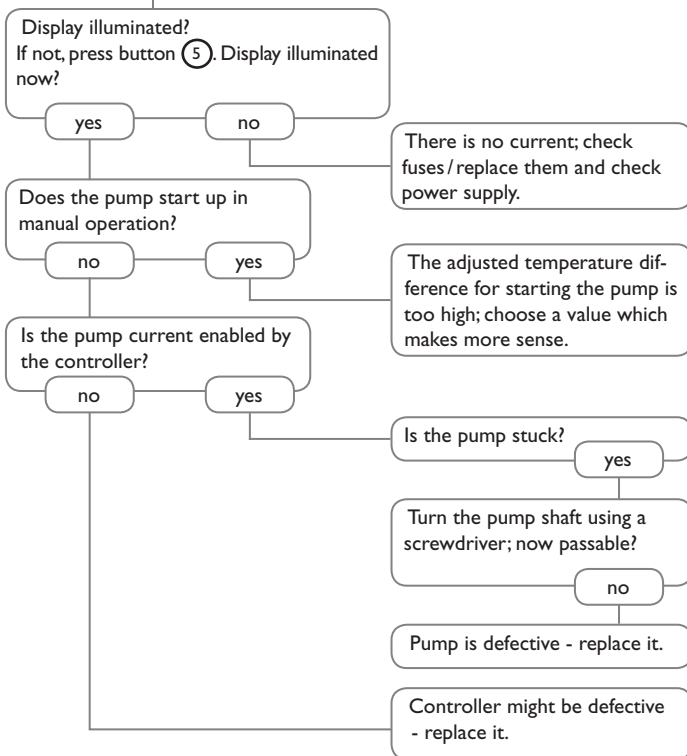 Display illuminated?
If not, press button 5. Display illuminated
now?
yes
no
There is no current; check
fuses/replace them and check
power supply.
Does the pump start up in
manual operation?
no
yes
The adjusted temperature dif-
ference for starting the pump is
too high; choose a value which
makes more sense.
Is the pump current enabled by
the controller?
no
yes
Is the pump stuck?
yes
Turn the pump shaft using a
screwdriver; now passable?
no
Pump is defective - replace it.
Controller might be defective
- replace it.